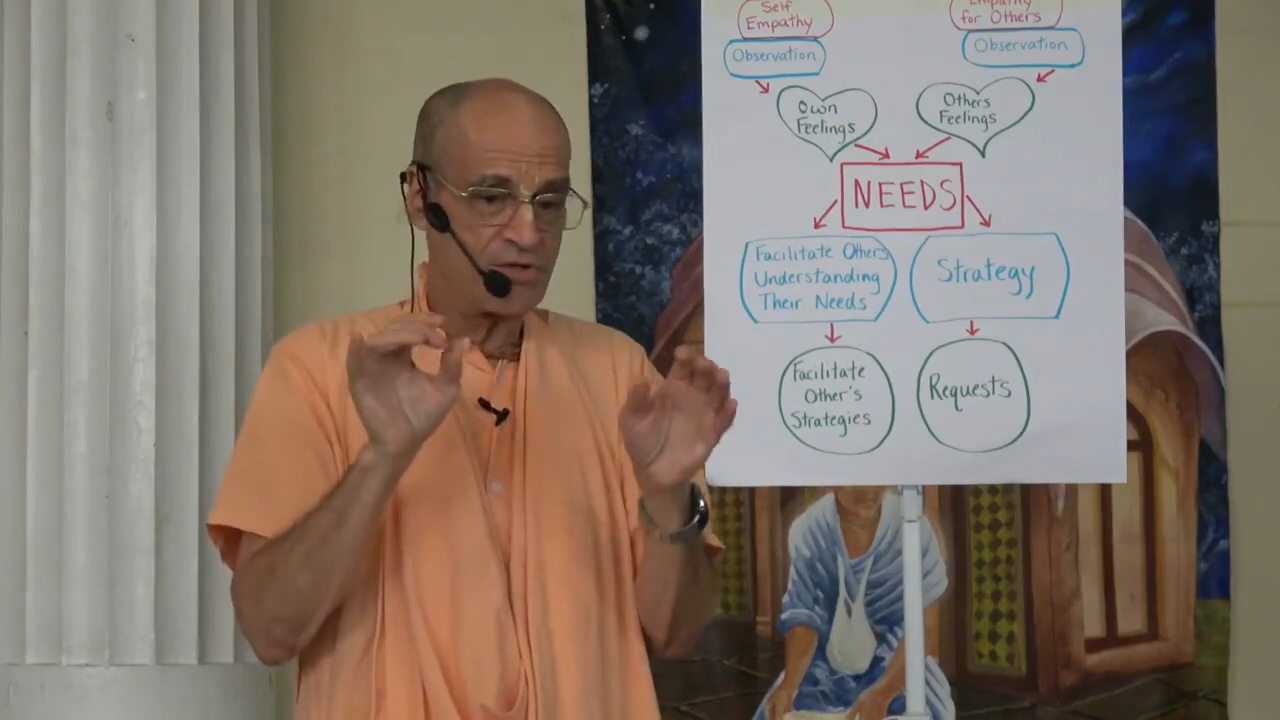 Self
Empathy
Empathy
for Others
Observation
Observation
Own
Feelings
Others
Feelings
NEEDS
Facilitate Others
Understanding
Their Needs
Strategy
Facilitate
Other's
Strategies
Requests